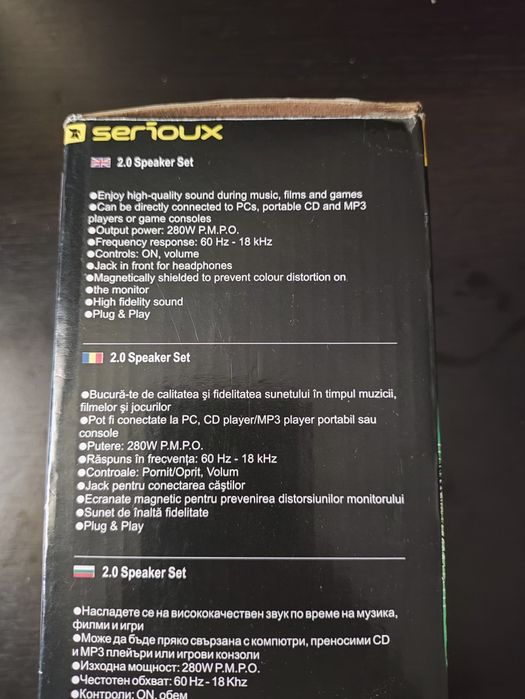 serioux
2.0 Speaker Set
●Enjoy high-quality sound during music, films and games
●Can be directly connected to PCs, portable CD and MP3
players or game consoles
●Output power: 280W P.M.P.O.
●Frequency response: 60 Hz - 18 kHz
●Controls: ON, volume
●Jack in front for headphones
●Magnetically shielded to prevent colour distortion on
●the monitor
●High fidelity sound
●Plug & Play
2.0 Speaker Set
●Bucură-te de calitatea și fidelitatea sunetului în timpul muzicii,
filmelor și jocurilor
●Pot fi conectate la PC, CD player/MP3 player portabil sau
console
●Putere: 280W P.M.P.O.
●Răspuns în frecvența: 60 Hz - 18 kHz
●Controale: Pornit/Oprit, Volum
●Jack pentru conectarea căștilor
●Ecranate magnetic pentru prevenirea distorsiunilor monitorului
●Sunet de înaltă fidelitate
●Plug & Play
2.0 Speaker Set
●Насладете се на висококачествен звук по време на музика,
филми и игри
●Може да бъде пряко свързана с компютри, преносими CD
и MP3 плейъри или игрови конзоли
●Изходна мощност: 280W P.M.P.O.
●Честотен обхват: 60 Hz - 18 Khz
●Контроли: ON, обем